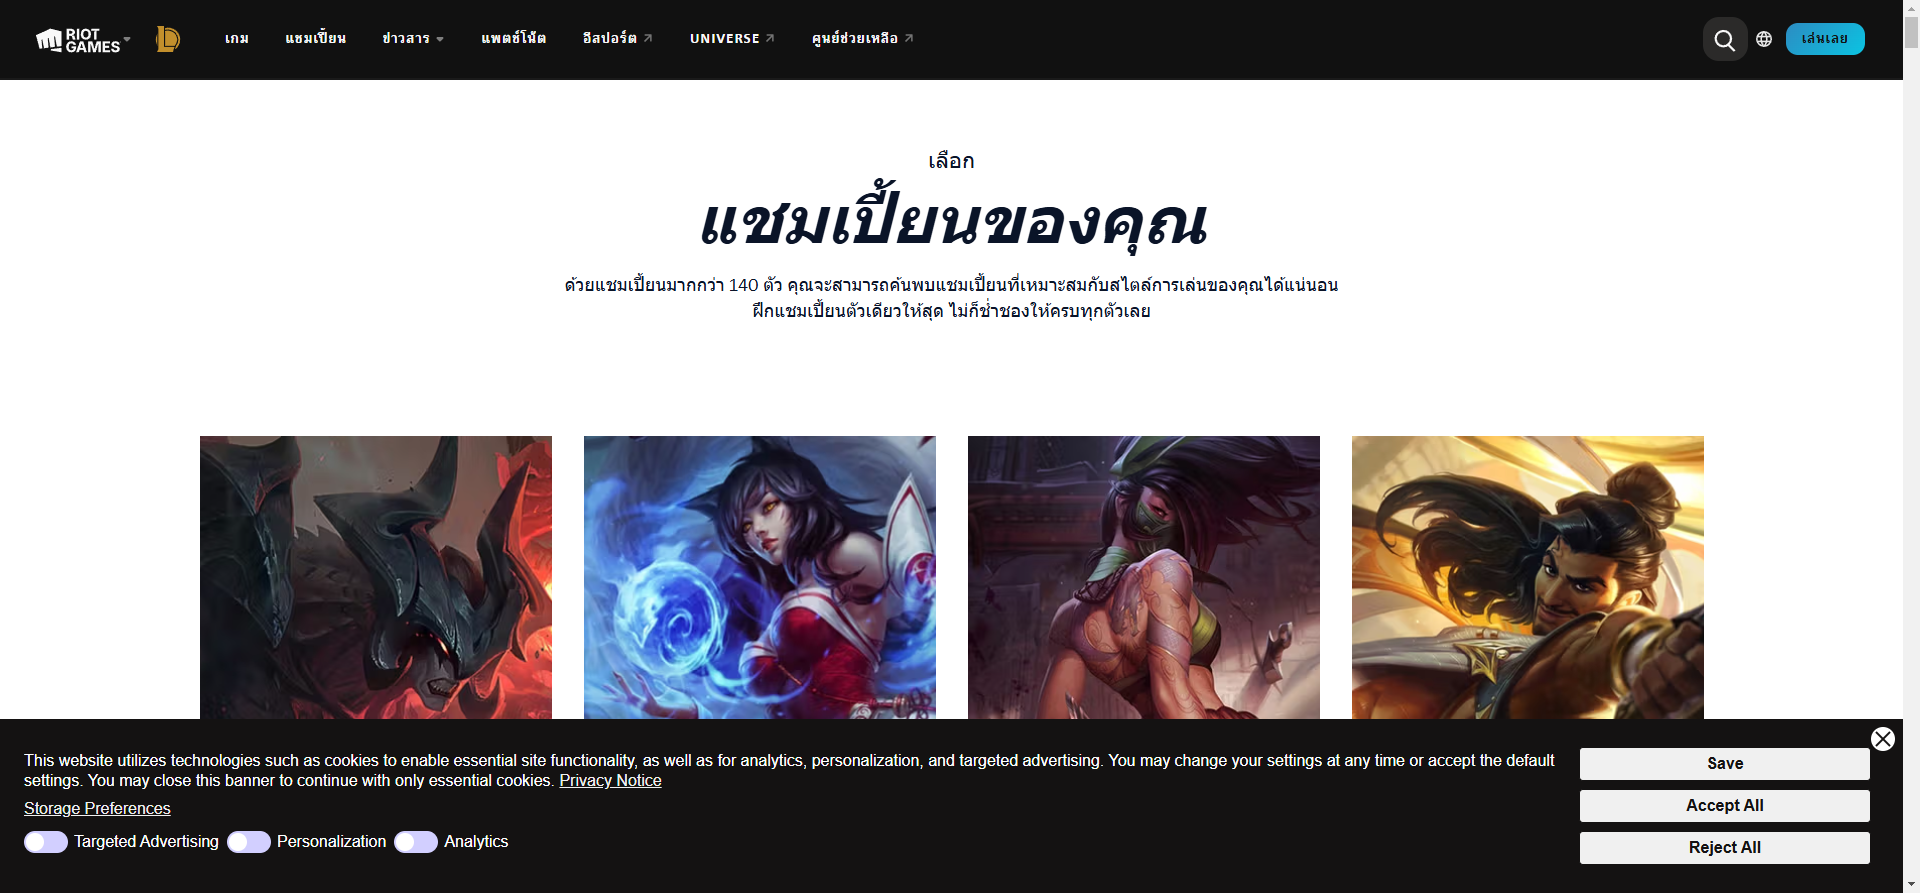 RIOT GAMES
เกม
แชมเปี้ยน
ข่าวสาร
แพตช์โน้ต
อีสปอร์ต
UNIVERSE
ศูนย์ช่วยเหลือ
เล่นเลย
เลือก
แชมเปี้ยนของคุณ
ด้วยแชมเปี้ยนมากกว่า 140 ตัว คุณจะสามารถค้นพบแชมเปี้ยนที่เหมาะสมกับสไตล์การเล่นของคุณได้แน่นอน
ฝึกแชมเปี้ยนตัวเดียวให้สุด ไม่ก็ช่ำชองให้ครบทุกตัวเลย
This website utilizes technologies such as cookies to enable essential site functionality, as well as for analytics, personalization, and targeted advertising. You may change your settings at any time or accept the default
settings. You may close this banner to continue with only essential cookies. Privacy Notice
Storage Preferences
Targeted Advertising
Personalization
Analytics
Save
Accept All
Reject All